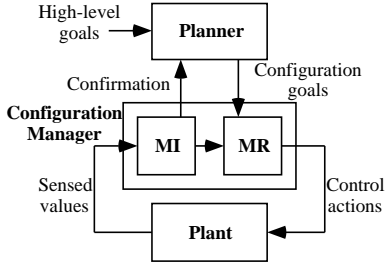 High-level
goals
Planner
Confirmation
Configuration
goals
Configuration
Manager
MI
MR
Sensed
values
Control
actions
Plant